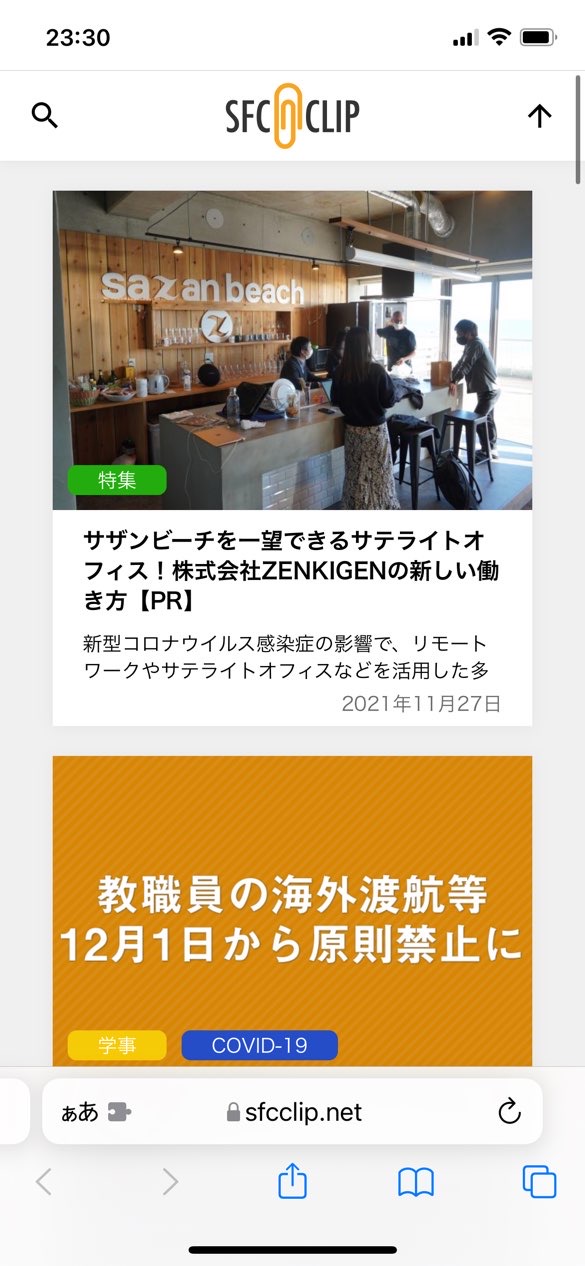 23:30
SFC CLIP
sazan beach
特集
サザンビーチを一望できるサテライトオ
フィス！株式会社ZENKIGENの新しい働
き方【PR】
新型コロナウイルス感染症の影響で、リモート
ワークやサテライトオフィスなどを活用した多
2021年11月27日
教職員の海外渡航等
12月1日から原則禁止に
学事
COVID-19
ぁあ
sfcclip.net